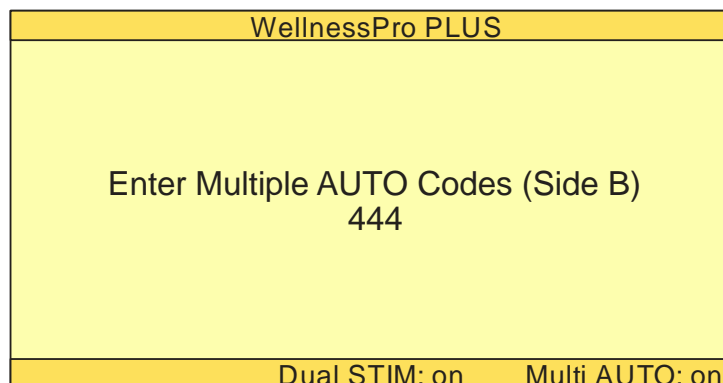 WellnessPro PLUS
Enter Multiple AUTO Codes (Side B)
444
Dual STIM: on Multi AUTO: on